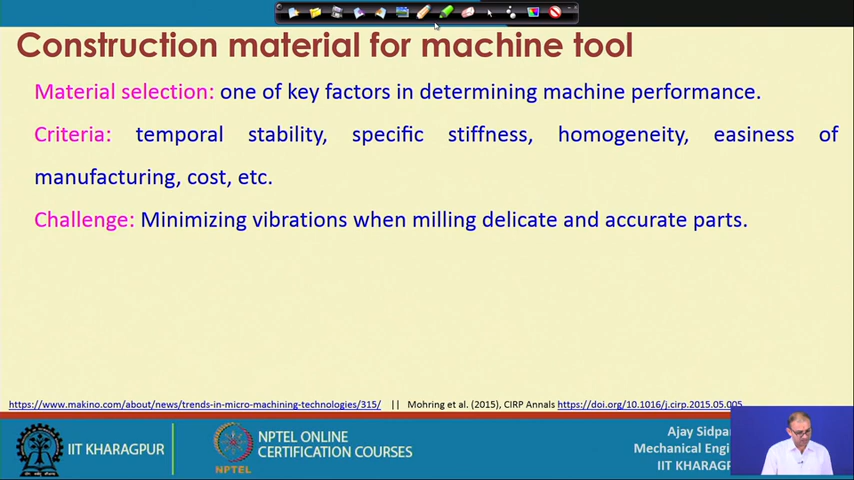 Construction material for machine tool
Material selection: one of key factors in determining machine performance.
Criteria: temporal stability, specific stiffness, homogeneity, easiness of
manufacturing, cost, etc.
Challenge: Minimizing vibrations when milling delicate and accurate parts.
https://www.makino.com/about/news/trends-in-micro-machining-technologies/315/ || Mohring et al. (2015), CIRP Annals https://doi.org/10.1016/j.cirp.2015.05.005
IIT KHARAGPUR
NPTEL
NPTEL ONLINE
CERTIFICATION COURSES
Ajay Sidpar
Mechanical Engi
IIT KHARAG